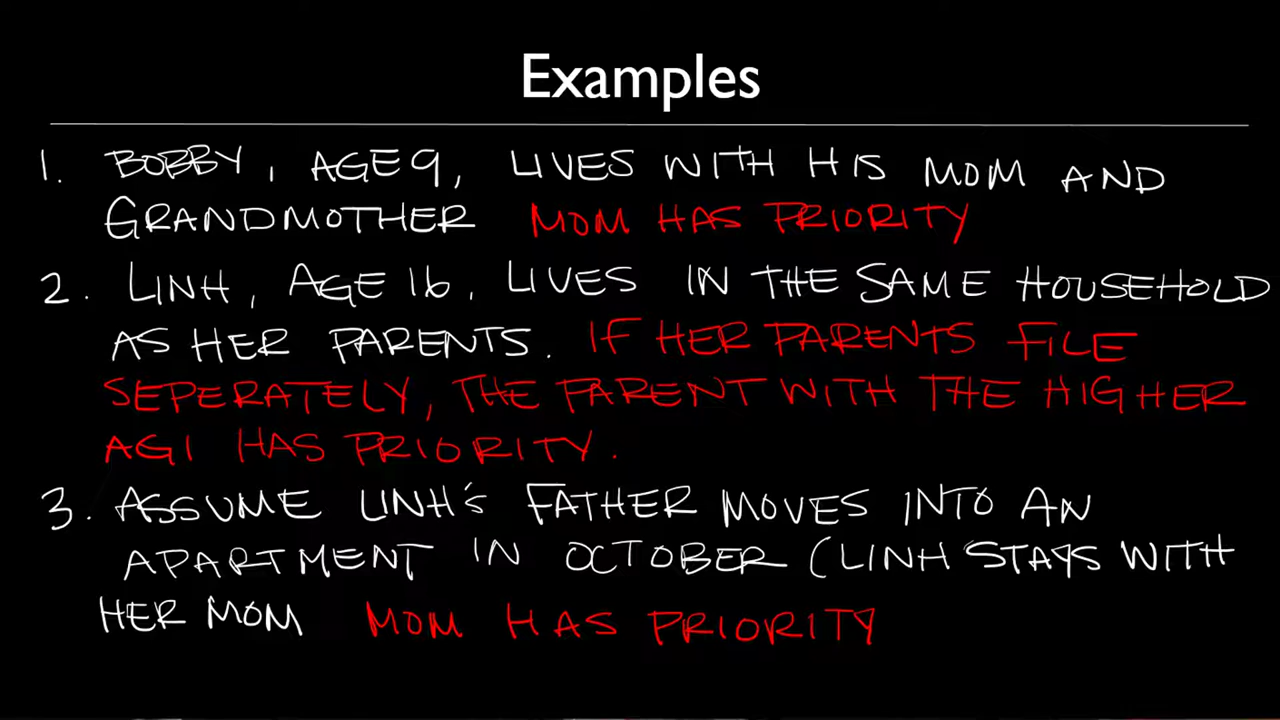 Examples
1. BOBBY, AGE 9, LIVES WITH HIS MOM AND
GRANDMOTHER MOM HAS PRIORITY
2. LINH, AGE 16, LIVES IN THE SAME HOUSEHOLD
AS HER PARENTS. IF HER PARENTS FILE
SEPERATELY, THE PARENT WITH THE HIGHER
AGI HAS PRIORITY.
3. ASSUME LINH'S FATHER MOVES INTO AN
APARTMENT IN OCTOBER (LINH STAYS WITH
HER MOM MOM HAS PRIORITY